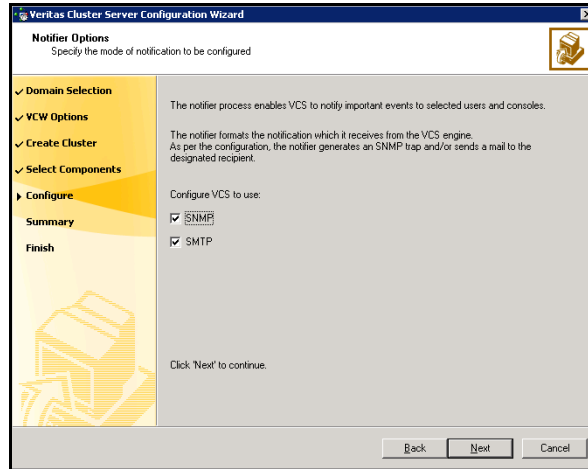 Veritas Cluster Server Configuration Wizard
Notifier Options
Specify the mode of notification to be configured
Domain Selection
VCW Options
Create Cluster
Select Components
Configure
Summary
Finish
The notifier process enables VCS to notify important events to selected users and consoles.
The notifier formats the notification which it receives from the VCS engine.
As per the configuration, the notifier generates an SNMP trap and/or sends a mail to the
designated recipient.
Configure VCS to use:
SNMP
SMTP
Click 'Next' to continue.
Back Next Cancel